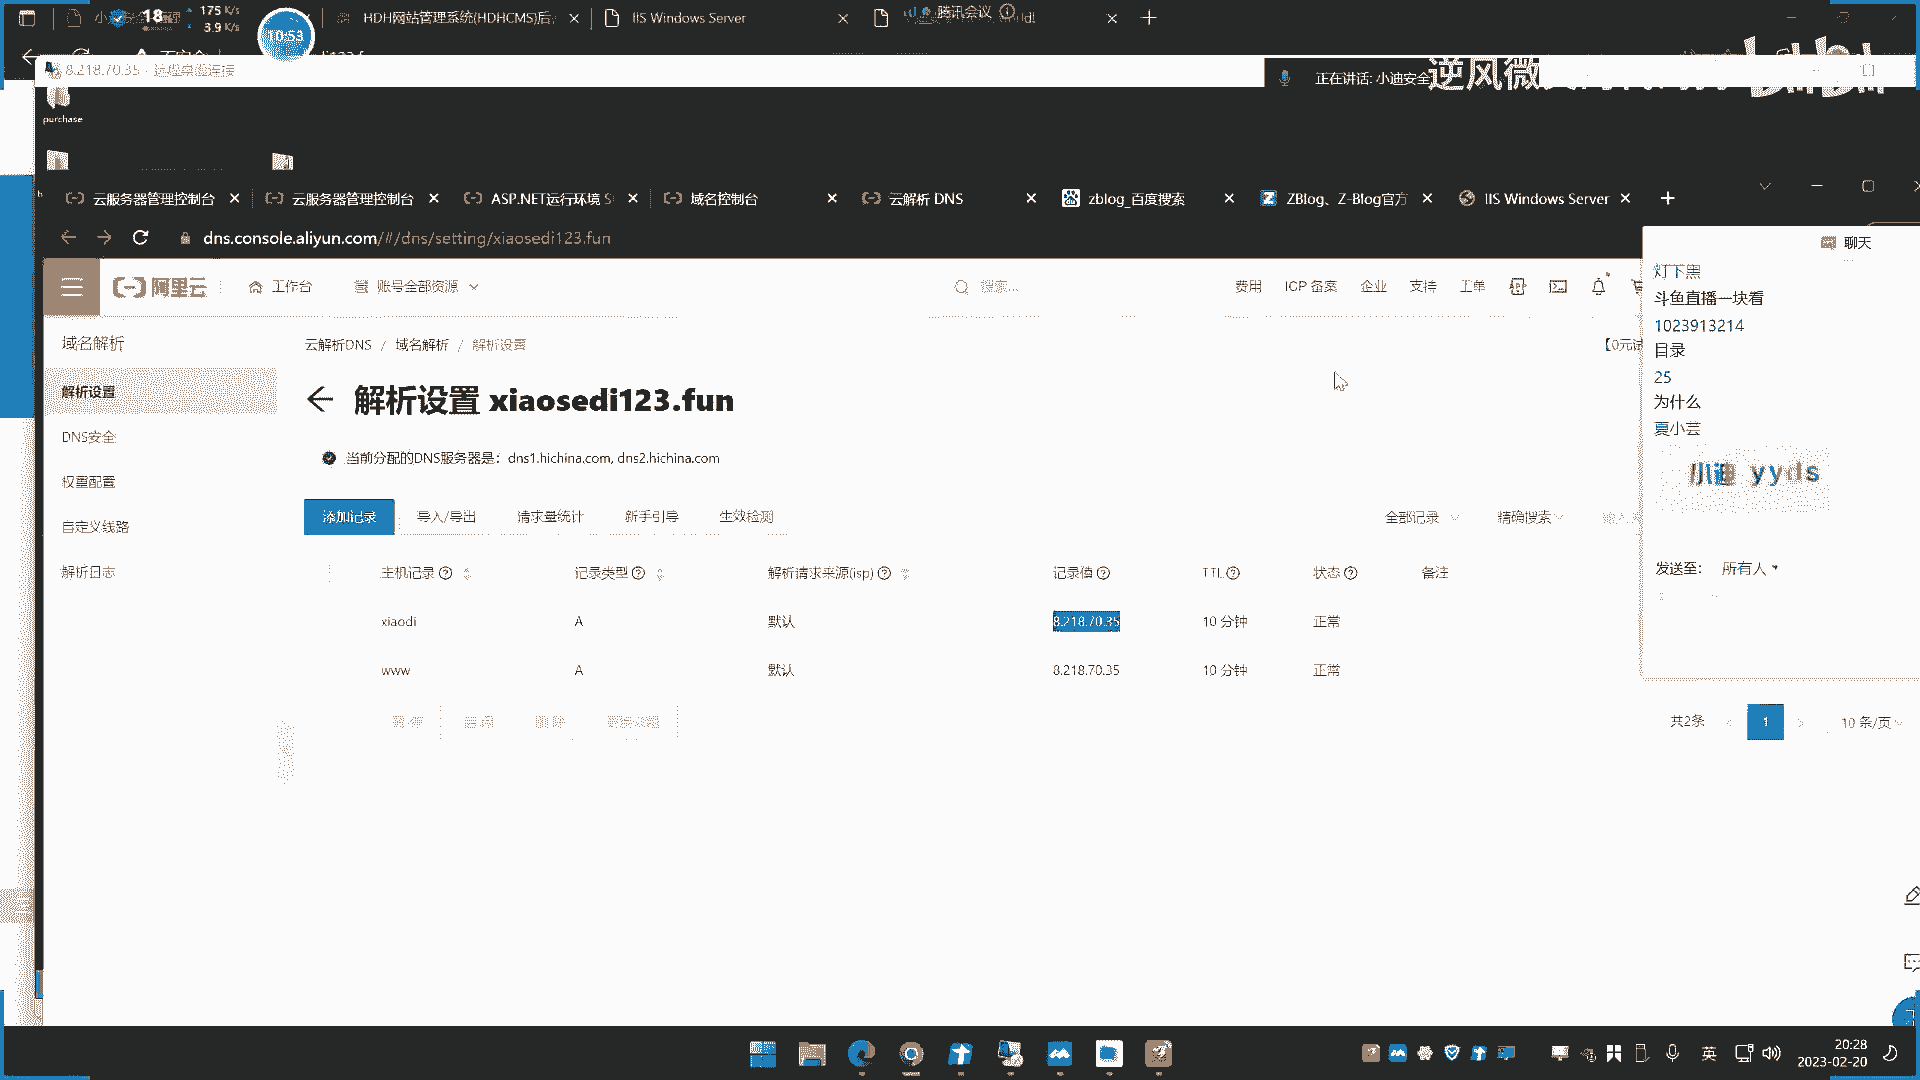 18
175 K/s
3.9 K/s
10:53
HDH网站管理系统(HDHCMS)后
IIS Windows Server
腾讯会议
8.218.70.35 - 远程桌面连接
正在讲话: 小迪安全
逆风微
purchase
云服务器管理控制台
云服务器管理控制台
ASP.NET运行环境 S
域名控制台
云解析 DNS
zblog_百度搜索
ZBlog、Z-Blog官方
IIS Windows Server
dns.console.aliyun.com/#/dns/setting/xiaosedi123.fun
阿里云
工作台
账号全部资源
搜索...
费用
ICP 备案
企业
支持
工单
聊天
灯下黑
斗鱼直播一块看
1023913214
目录
25
为什么
夏小芸
小迪 yyds
发送至:
所有人
域名解析
解析设置
DNS安全
权重配置
自定义线路
解析日志
云解析DNS / 域名解析 / 解析设置
【0元试
解析设置 xiaosedi123.fun
当前分配的DNS服务器是: dns1.hichina.com, dns2.hichina.com
添加记录
导入/导出
请求量统计
新手引导
生效检测
全部记录
精确搜索
输入
主机记录
记录类型
解析请求来源(isp)
记录值
TTL
状态
备注
xiaodi
A
默认
8.218.70.35
10 分钟
正常
www
A
默认
8.218.70.35
10 分钟
正常
共2条
1
10 条/页
英
20:28
2023-02-20